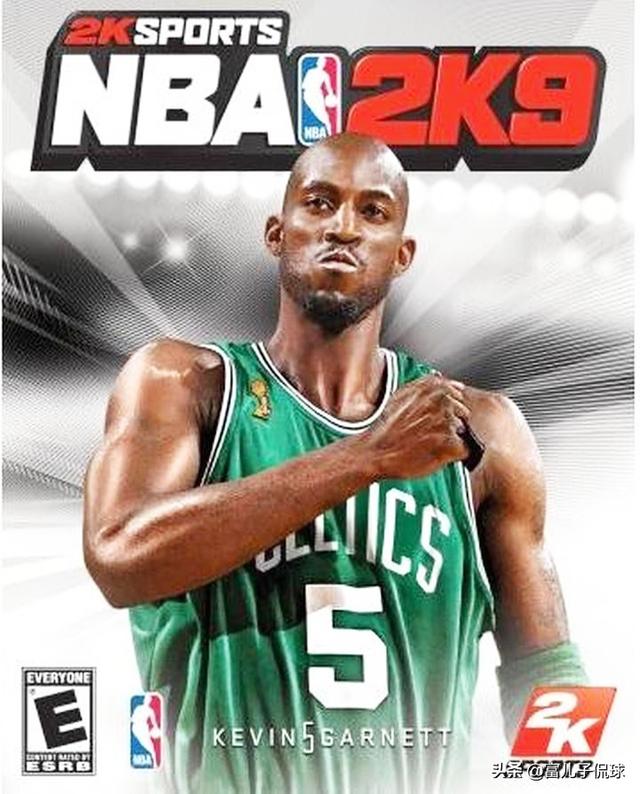 2K SPORTS
NBA 2K9
NBA
CELTICS
5
KEVIN 5 GARNETT
EVERYONE
E
CONTENT RATED BY
ESRB
NBA
2K
SPORTS
头条 @富儿子侃球